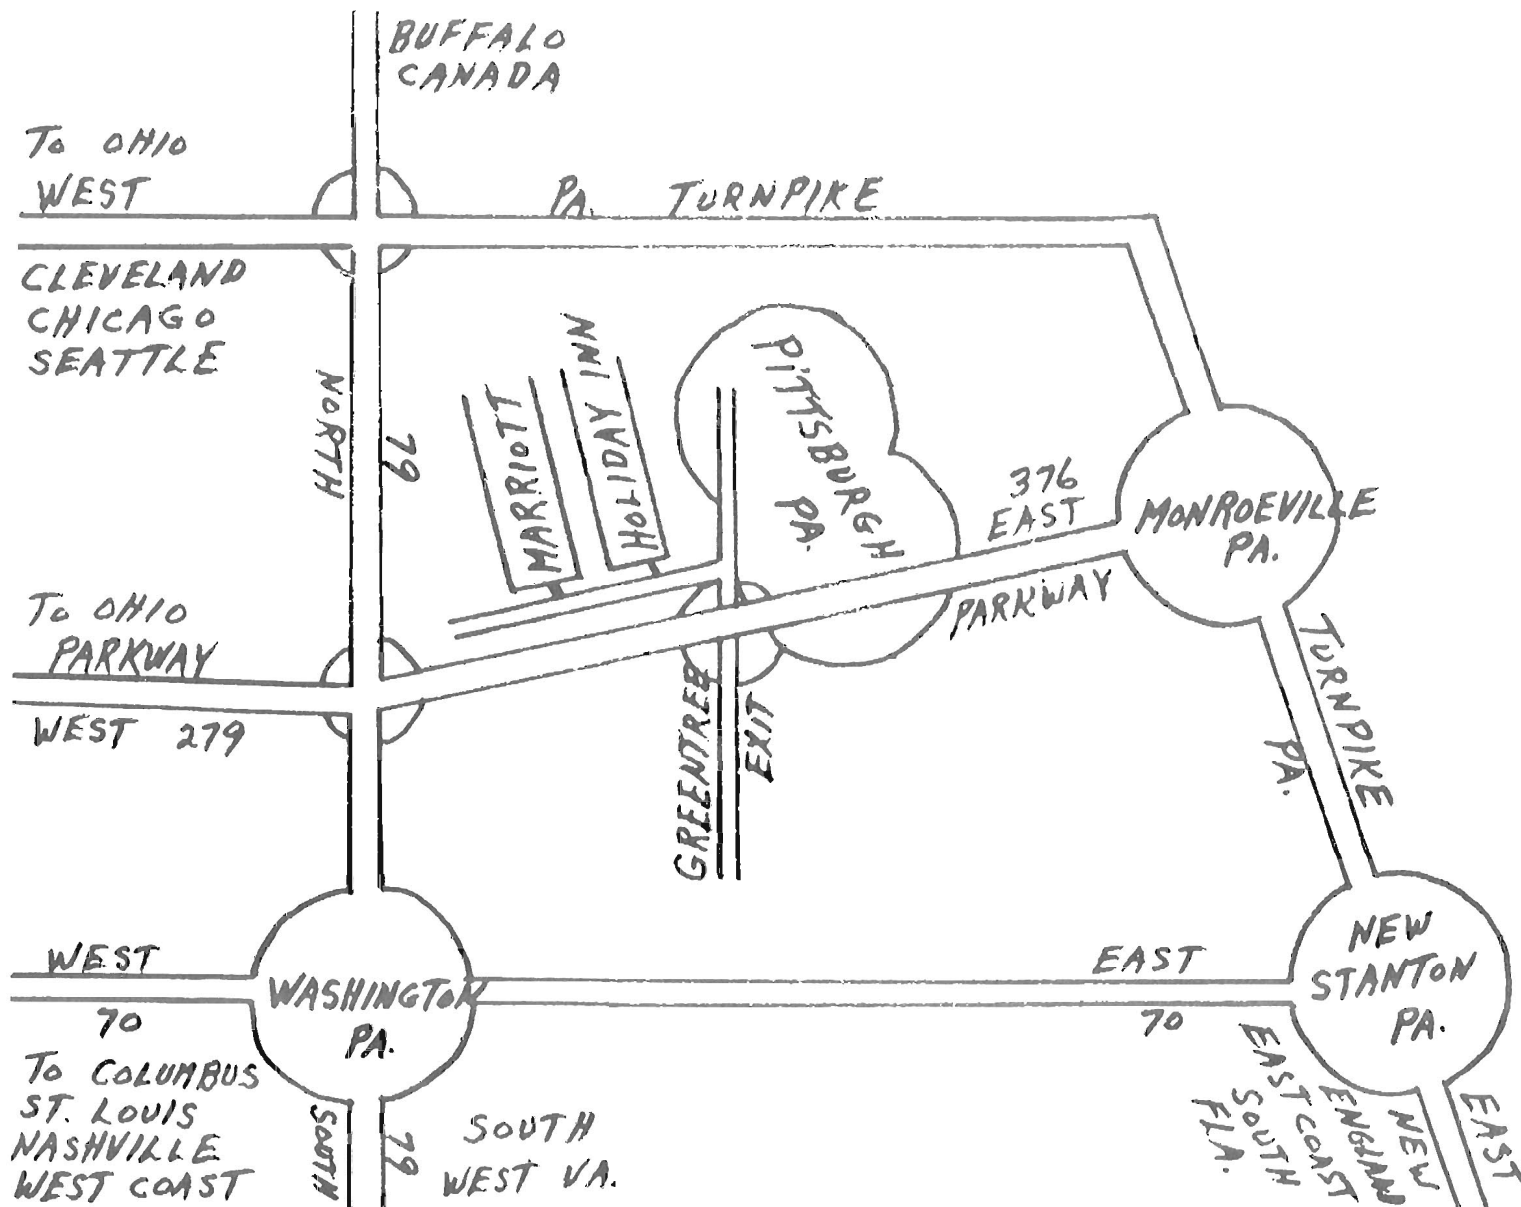 BUFFALO
CANADA
To OHIO
WEST
PA. TURNPIKE
CLEVELAND
CHICAGO
SEATTLE
NORTH
79
MARRIOTT
HOLIDAY INN
PITTSBURGH
PA.
376
EAST
PARKWAY
MONROEVILLE
PA.
To OHIO
PARKWAY
WEST 279
GREENTREE
EXIT
TURNPIKE
PA.
WEST
70
WASHINGTON
PA.
EAST
70
NEW
STANTON
PA.
To COLUMBUS
ST. LOUIS
NASHVILLE
WEST COAST
SOUTH
79
SOUTH
WEST VA.
EAST
NEW
ENGLAN
EAST COAST
SOUTH
FLA.